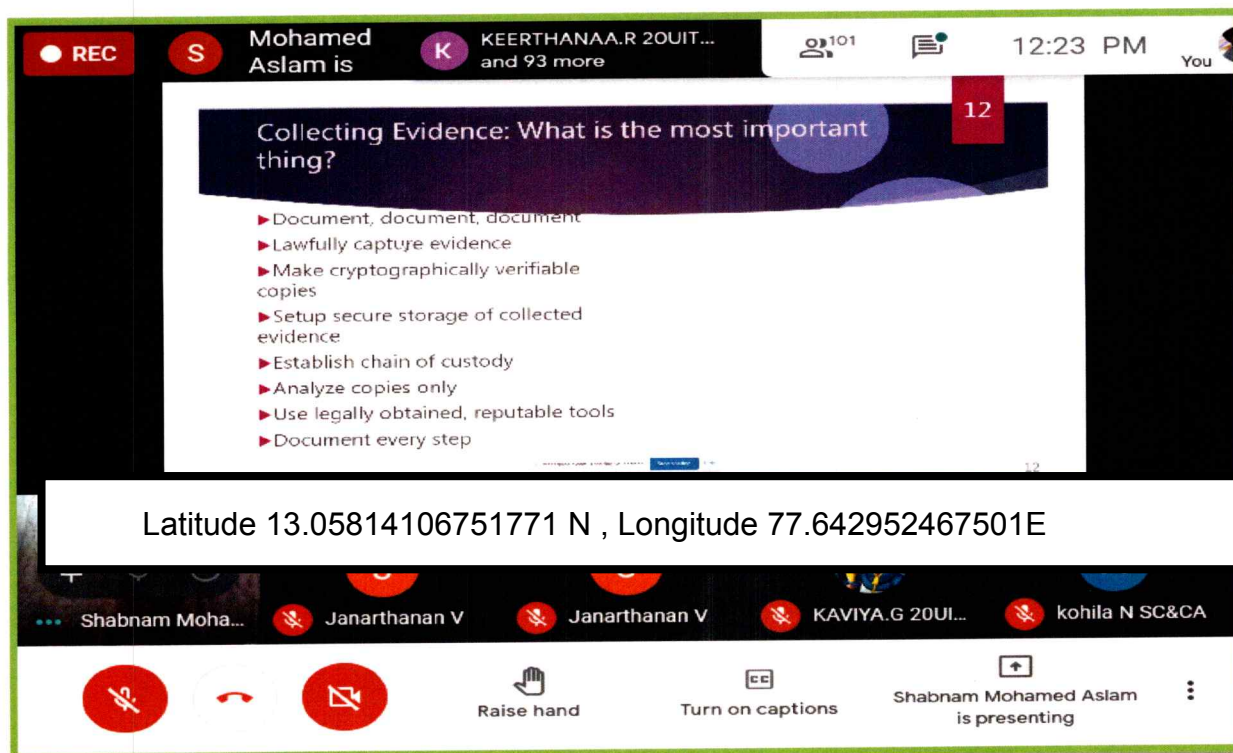 REC
S
Mohamed
Aslam is
K
KEERTHANAA.R 20UIT...
and 93 more
101
12:23 PM
You
12
Collecting Evidence: What is the most important
thing?
►Document, document, document
►Lawfully capture evidence
►Make cryptographically verifiable
copies
►Setup secure storage of collected
evidence
►Establish chain of custody
►Analyze copies only
►Use legally obtained, reputable tools
►Document every step
12
Latitude 13.05814106751771 N , Longitude 77.642952467501E
Shabnam Moha...
Janarthanan V
Janarthanan V
KAVIYA.G 20UI...
kohila N SC&CA
Raise hand
CC
Turn on captions
Shabnam Mohamed Aslam
is presenting